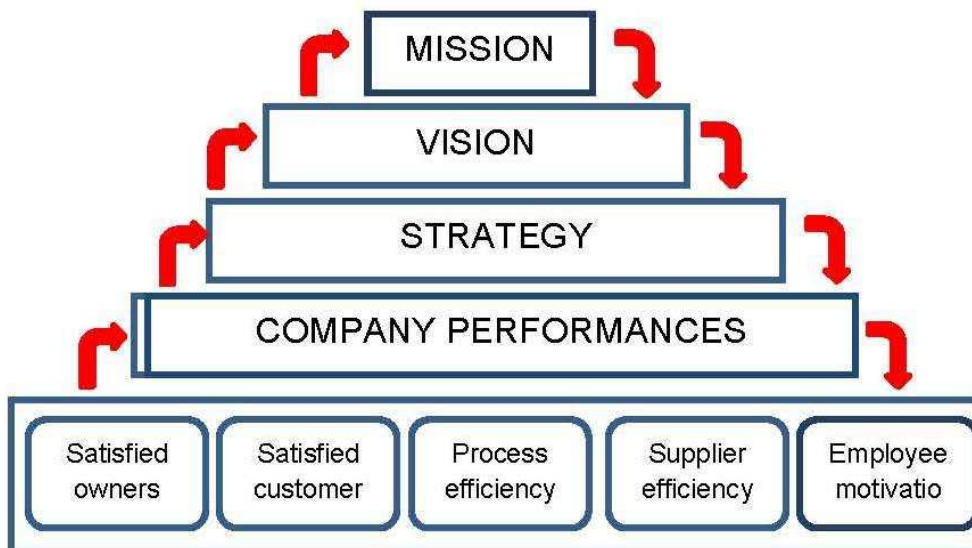 MISSION
VISION
STRATEGY
COMPANY PERFORMANCES
Satisfied
owners
Satisfied
customer
Process
efficiency
Supplier
efficiency
Employee
motivatio